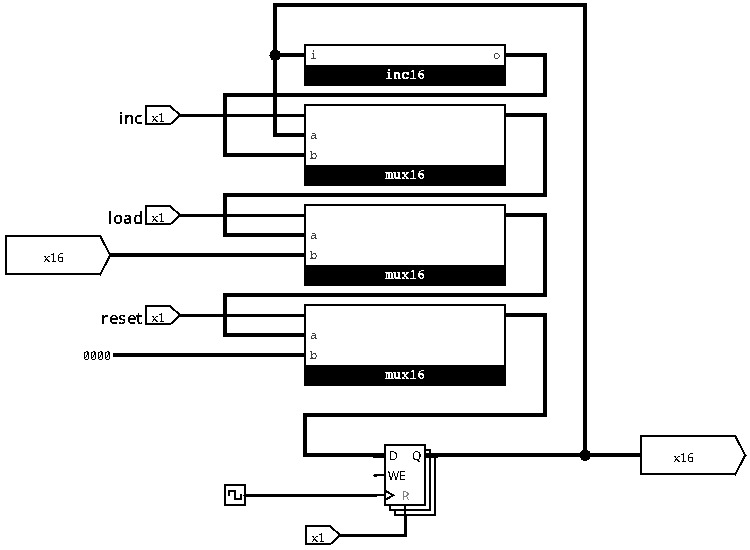 i o
inc16
inc x1
a
b
mux16
load x1
a
x16 b
mux16
reset x1
a
0000 b
mux16
D Q
x16
WE
R
x1